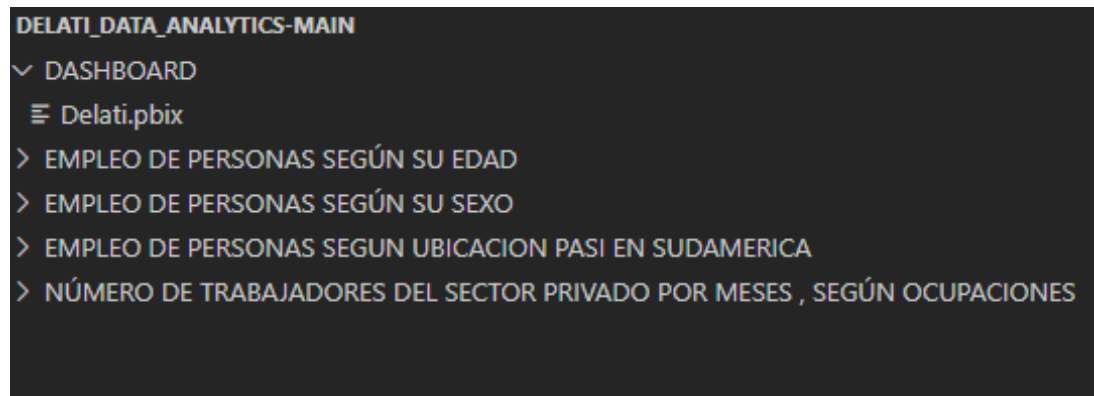 DELATI_DATA_ANALYTICS-MAIN
DASHBOARD
Delati.pbix
EMPLEO DE PERSONAS SEGÚN SU EDAD
EMPLEO DE PERSONAS SEGÚN SU SEXO
EMPLEO DE PERSONAS SEGUN UBICACION PASI EN SUDAMERICA
NÚMERO DE TRABAJADORES DEL SECTOR PRIVADO POR MESES , SEGÚN OCUPACIONES